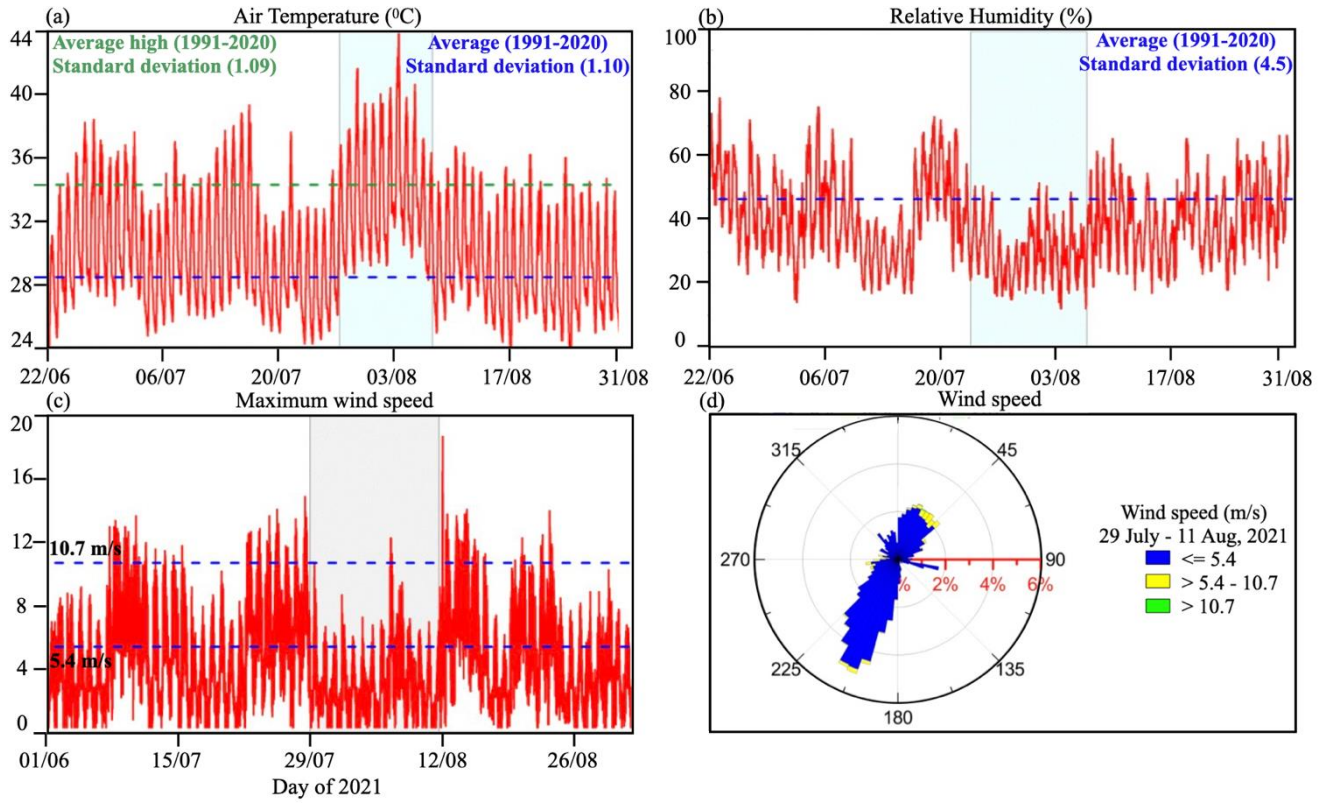 (a) Air Temperature (⁰C)
44
40
36
32
28
24
Average high (1991-2020)
Standard deviation (1.09)
Average (1991-2020)
Standard deviation (1.10)
22/06 06/07 20/07 03/08 17/08 31/08
(b) Relative Humidity (%)
100
80
60
40
20
0
Average (1991-2020)
Standard deviation (4.5)
22/06 06/07 20/07 03/08 17/08 31/08
(c) Maximum wind speed
20
16
12
8
4
0
10.7 m/s
5.4 m/s
01/06 15/07 29/07 12/08 26/08
Day of 2021
(d) Wind speed
315 45
270 90
225 135
180
% 2% 4% 6%
Wind speed (m/s)
29 July - 11 Aug, 2021
<= 5.4
> 5.4 - 10.7
> 10.7